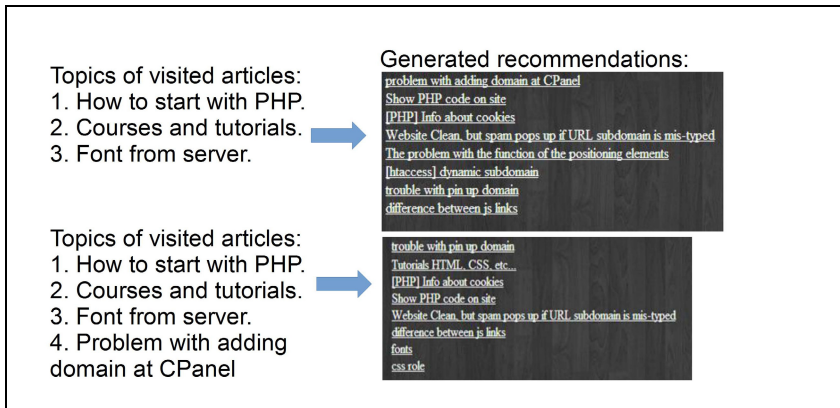 Topics of visited articles:
1. How to start with PHP.
2. Courses and tutorials.
3. Font from server.
Generated recommendations:
problem with adding domain at CPanel
Show PHP code on site
[PHP] Info about cookies
Website Clean, but spam pops up if URL subdomain is mis-typed
The problem with the function of the positioning elements
[htaccess] dynamic subdomain
trouble with pin up domain
difference between js links
Topics of visited articles:
1. How to start with PHP.
2. Courses and tutorials.
3. Font from server.
4. Problem with adding
domain at CPanel
trouble with pin up domain
Tutorials HTML, CSS, etc...
[PHP] Info about cookies
Show PHP code on site
Website Clean, but spam pops up if URL subdomain is mis-typed
difference between js links
fonts
css role